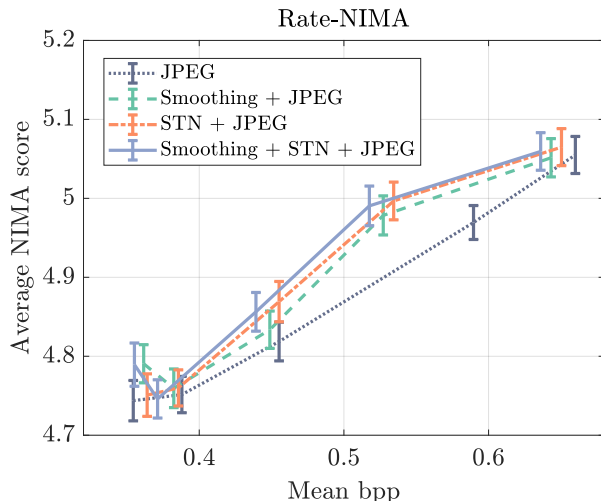 Rate-NIMA
5.2
5.1
5
4.9
4.8
4.7
Average NIMA score
JPEG
Smoothing + JPEG
STN + JPEG
Smoothing + STN + JPEG
0.4
0.5
0.6
Mean bpp